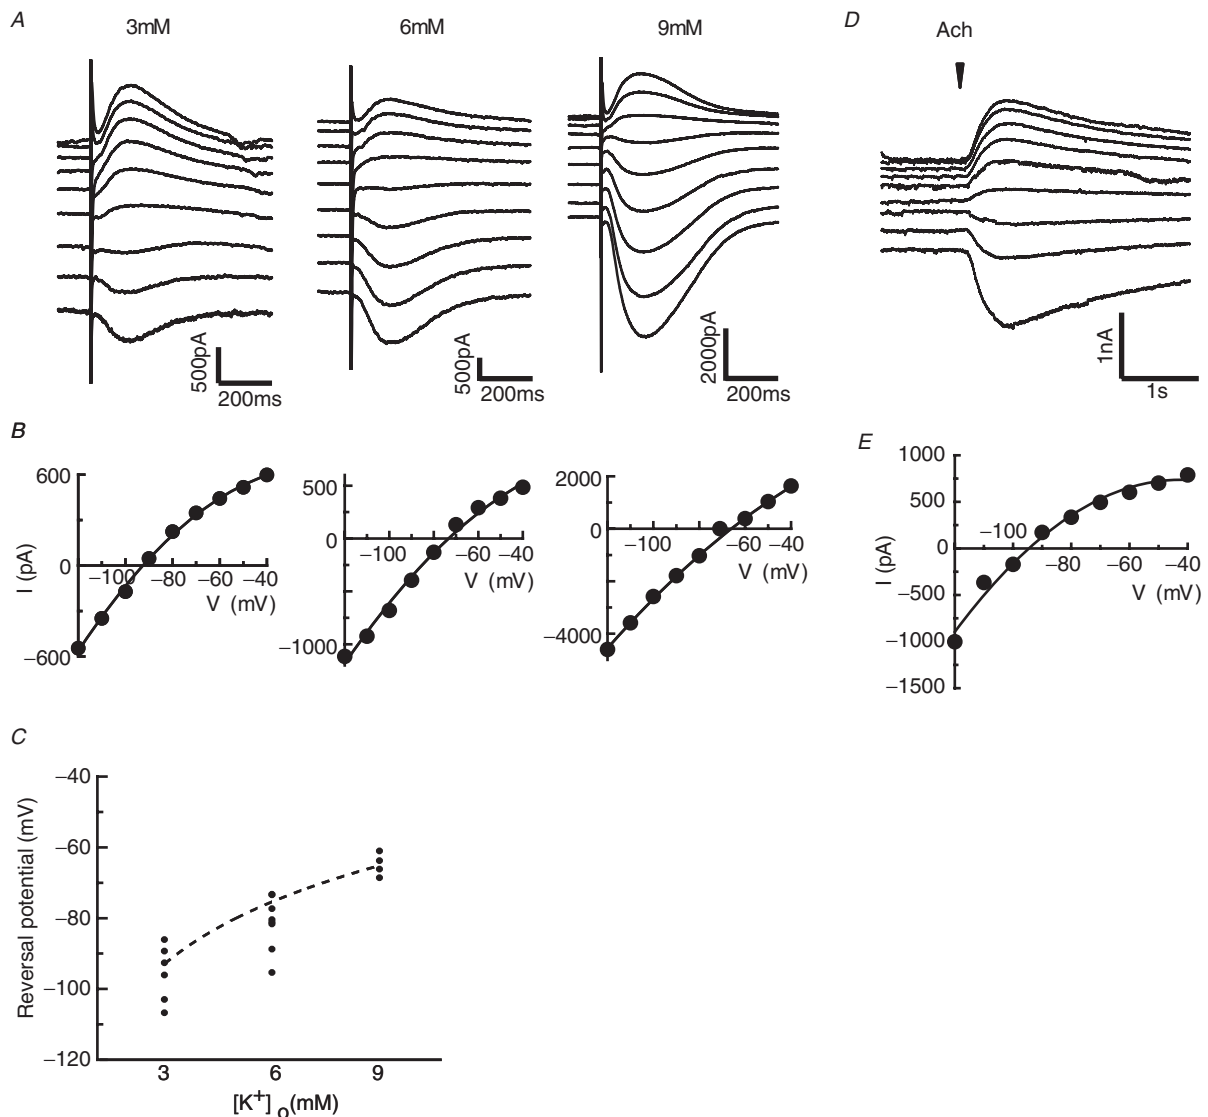 A
3mM
6mM
9mM
500pA
200ms
500pA
200ms
2000pA
200ms
D
Ach
1nA
1s
B
600
0
−600
I (pA)
−100
−80
−60
−40
V (mV)
500
0
−1000
−100
−60
−40
V (mV)
2000
0
−4000
−100
−60
−40
V (mV)
E
1000
500
0
−500
−1000
−1500
I (pA)
−100
−80
−60
−40
V (mV)
C
−40
−60
−80
−100
−120
Reversal potential (mV)
3
6
9
[K+]o(mM)